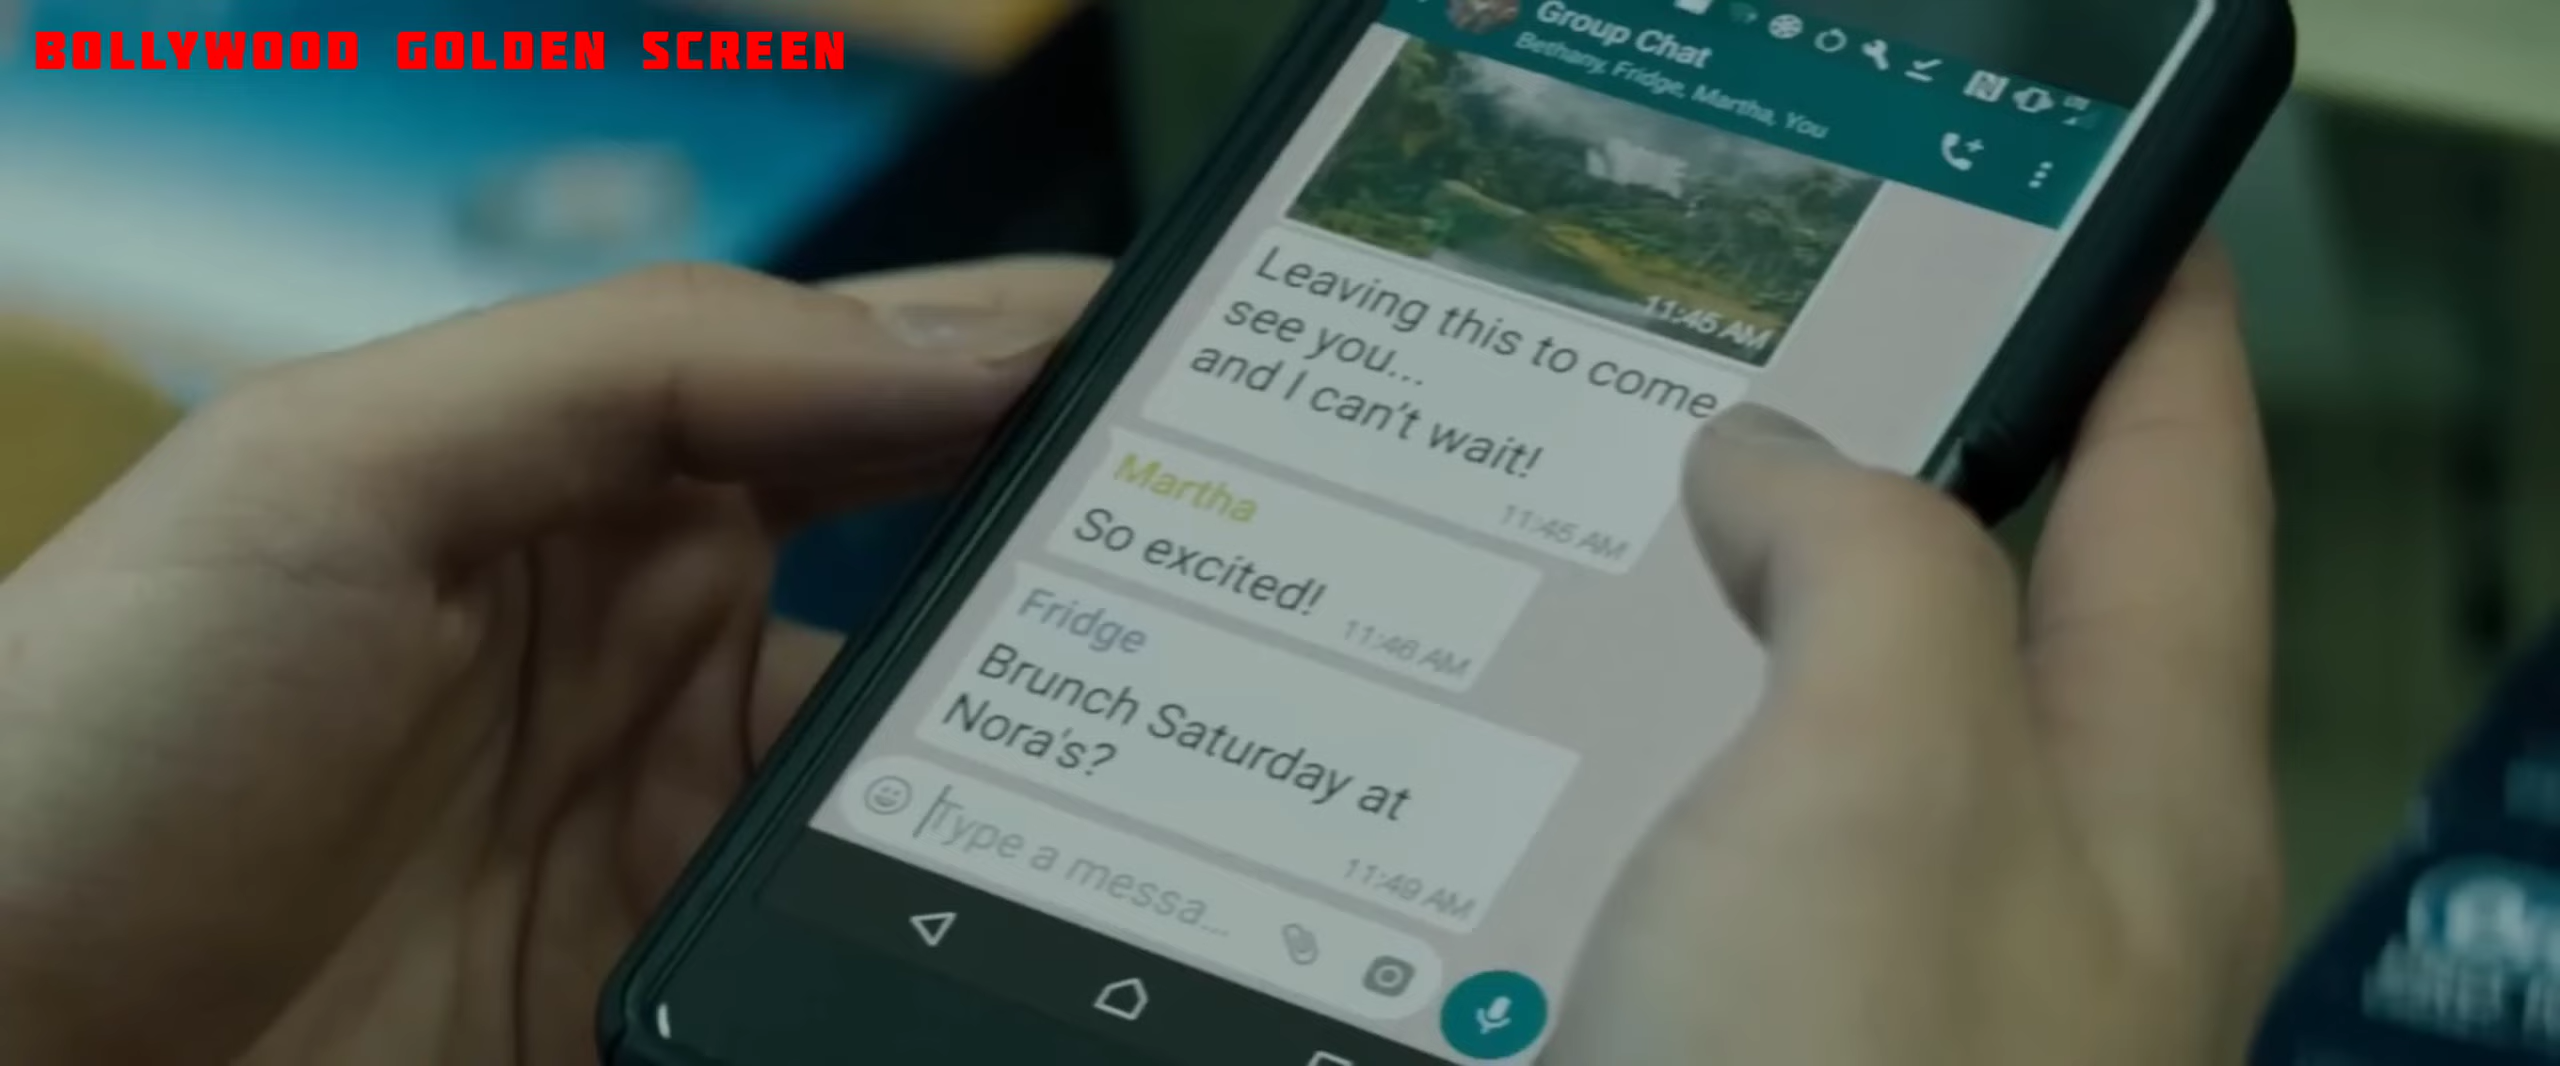 BOLLYWOOD GOLDEN SCREEN
Group Chat
Bethany, Fridge, Martha, You
11:45 AM
Leaving this to come
see you...
and I can't wait!
11:45 AM
Martha
So excited!
11:46 AM
Fridge
Brunch Saturday at
Nora's?
11:49 AM
Type a messa...